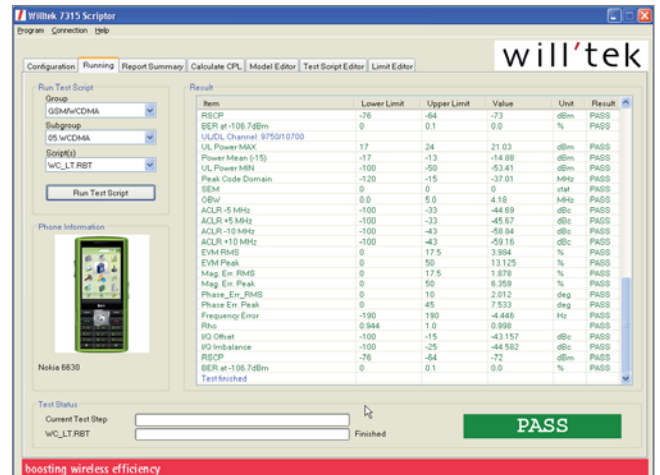 Willtek 7315 Scriptor
Program Connection Help
will'tek
Configuration Running Report Summary Calculate CPL Model Editor Test Script Editor Limit Editor
Run Test Script
Group
GSM/WCDMA
Subgroup
05.WCDMA
Script(s)
WC_LT.RBT
Run Test Script
Phone Information
Nokia 6630
Result
Item Lower Limit Upper Limit Value Unit Result
RSCP -76 -64 -73 dBm PASS
BER at -106.7dBm 0 0.1 0.0 % PASS
UL/DL Channel: 9750/10700
UL Power MAX 17 24 21.03 dBm PASS
Power Mean (-15) -17 -13 -14.88 dBm PASS
UL Power MIN -100 -50 -53.41 dBm PASS
Peak Code Domain -120 -15 -37.01 MHz PASS
SEM 0 0 0 stat PASS
OBW 0.0 5.0 4.18 MHz PASS
ACLR -5 MHz -100 -33 -44.69 dBc PASS
ACLR +5 MHz -100 -33 -45.67 dBc PASS
ACLR -10 MHz -100 -43 -58.84 dBc PASS
ACLR +10 MHz -100 -43 -59.16 dBc PASS
EVM RMS 0 17.5 3.984 % PASS
EVM Peak 0 50 13.125 % PASS
Mag. Err. RMS 0 17.5 1.878 % PASS
Mag. Err. Peak 0 50 6.359 % PASS
Phase_Err_RMS 0 10 2.012 deg PASS
Phase Err. Peak 0 45 7.533 deg PASS
Frequency Error -190 190 -4.446 Hz PASS
Rho 0.944 1.0 0.998 PASS
I/Q Offset -100 -15 -43.157 dBc PASS
I/Q Imbalance -100 -25 -44.582 dBc PASS
RSCP -76 -64 -72 dBm PASS
BER at -106.7dBm 0 0.1 0.0 % PASS
Test finished
Test Status
Current Test Step
WC_LT.RBT Finished
PASS
boosting wireless efficiency